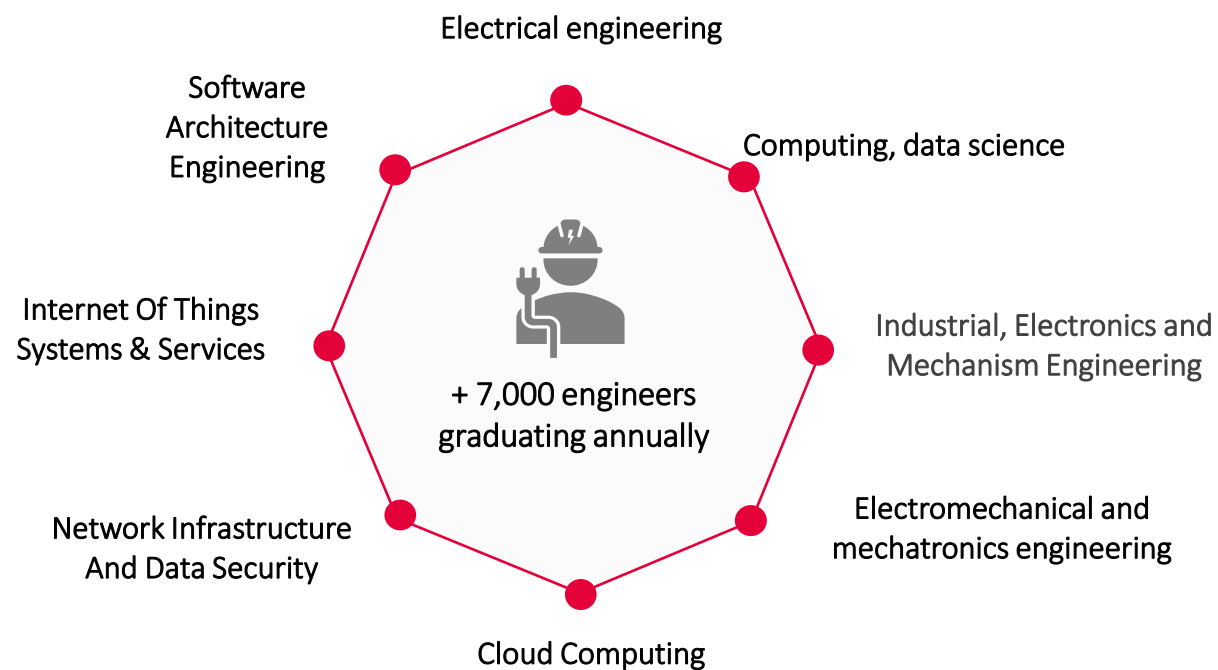 Electrical engineering
Software
Architecture
Engineering
Computing, data science
Internet Of Things
Systems & Services
Industrial, Electronics and
Mechanism Engineering
+ 7,000 engineers
graduating annually
Network Infrastructure
And Data Security
Electromechanical and
mechatronics engineering
Cloud Computing